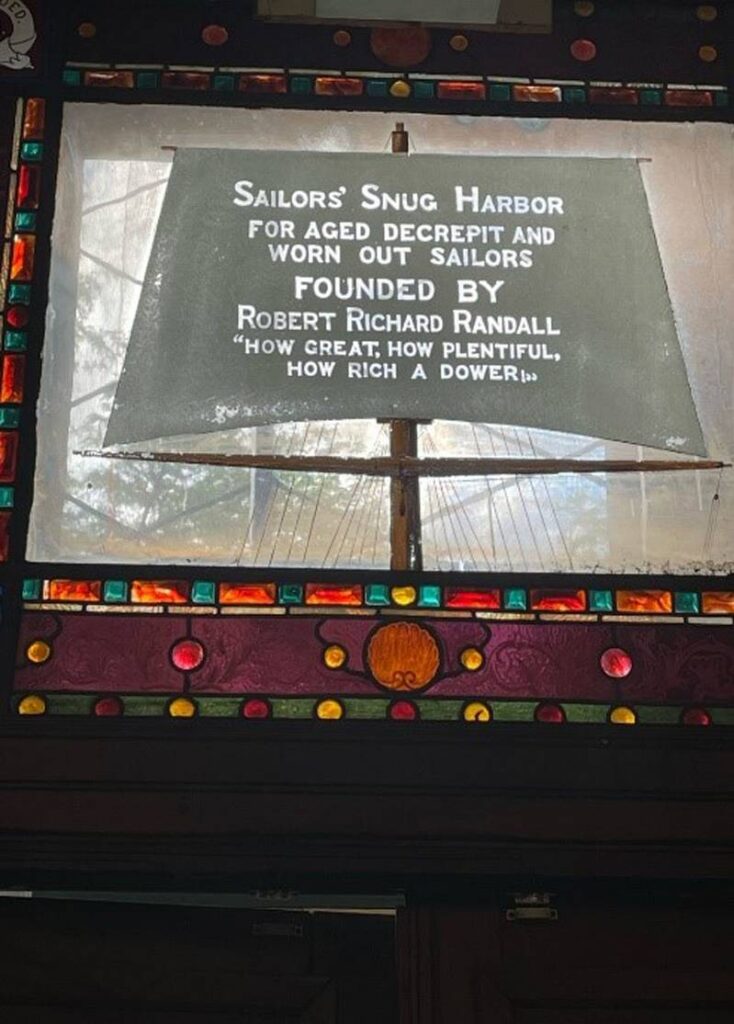 SAILORS' SNUG HARBOR
FOR AGED DECREPIT AND
WORN OUT SAILORS
FOUNDED BY
ROBERT RICHARD RANDALL
"HOW GREAT, HOW PLENTIFUL,
HOW RICH A DOWER!"